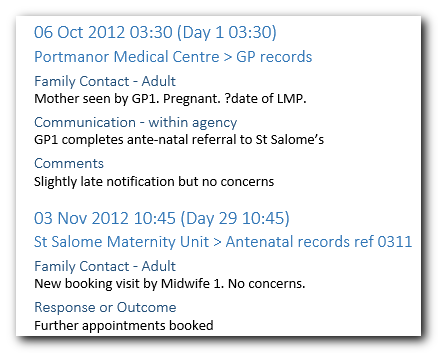 06 Oct 2012 03:30 (Day 1 03:30)
Portmanor Medical Centre > GP records
Family Contact - Adult
Mother seen by GP1. Pregnant. ?date of LMP.
Communication - within agency
GP1 completes ante-natal referral to St Salome's
Comments
Slightly late notification but no concerns
03 Nov 2012 10:45 (Day 29 10:45)
St Salome Maternity Unit > Antenatal records ref 0311
Family Contact - Adult
New booking visit by Midwife 1. No concerns.
Response or Outcome
Further appointments booked